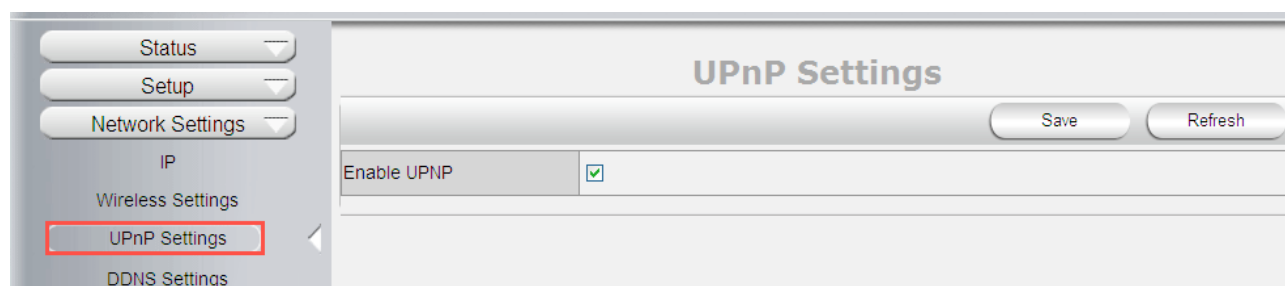 Status
Setup
Network Settings
IP
Wireless Settings
UPnP Settings
DDNS Settings
UPnP Settings
Save Refresh
Enable UPNP